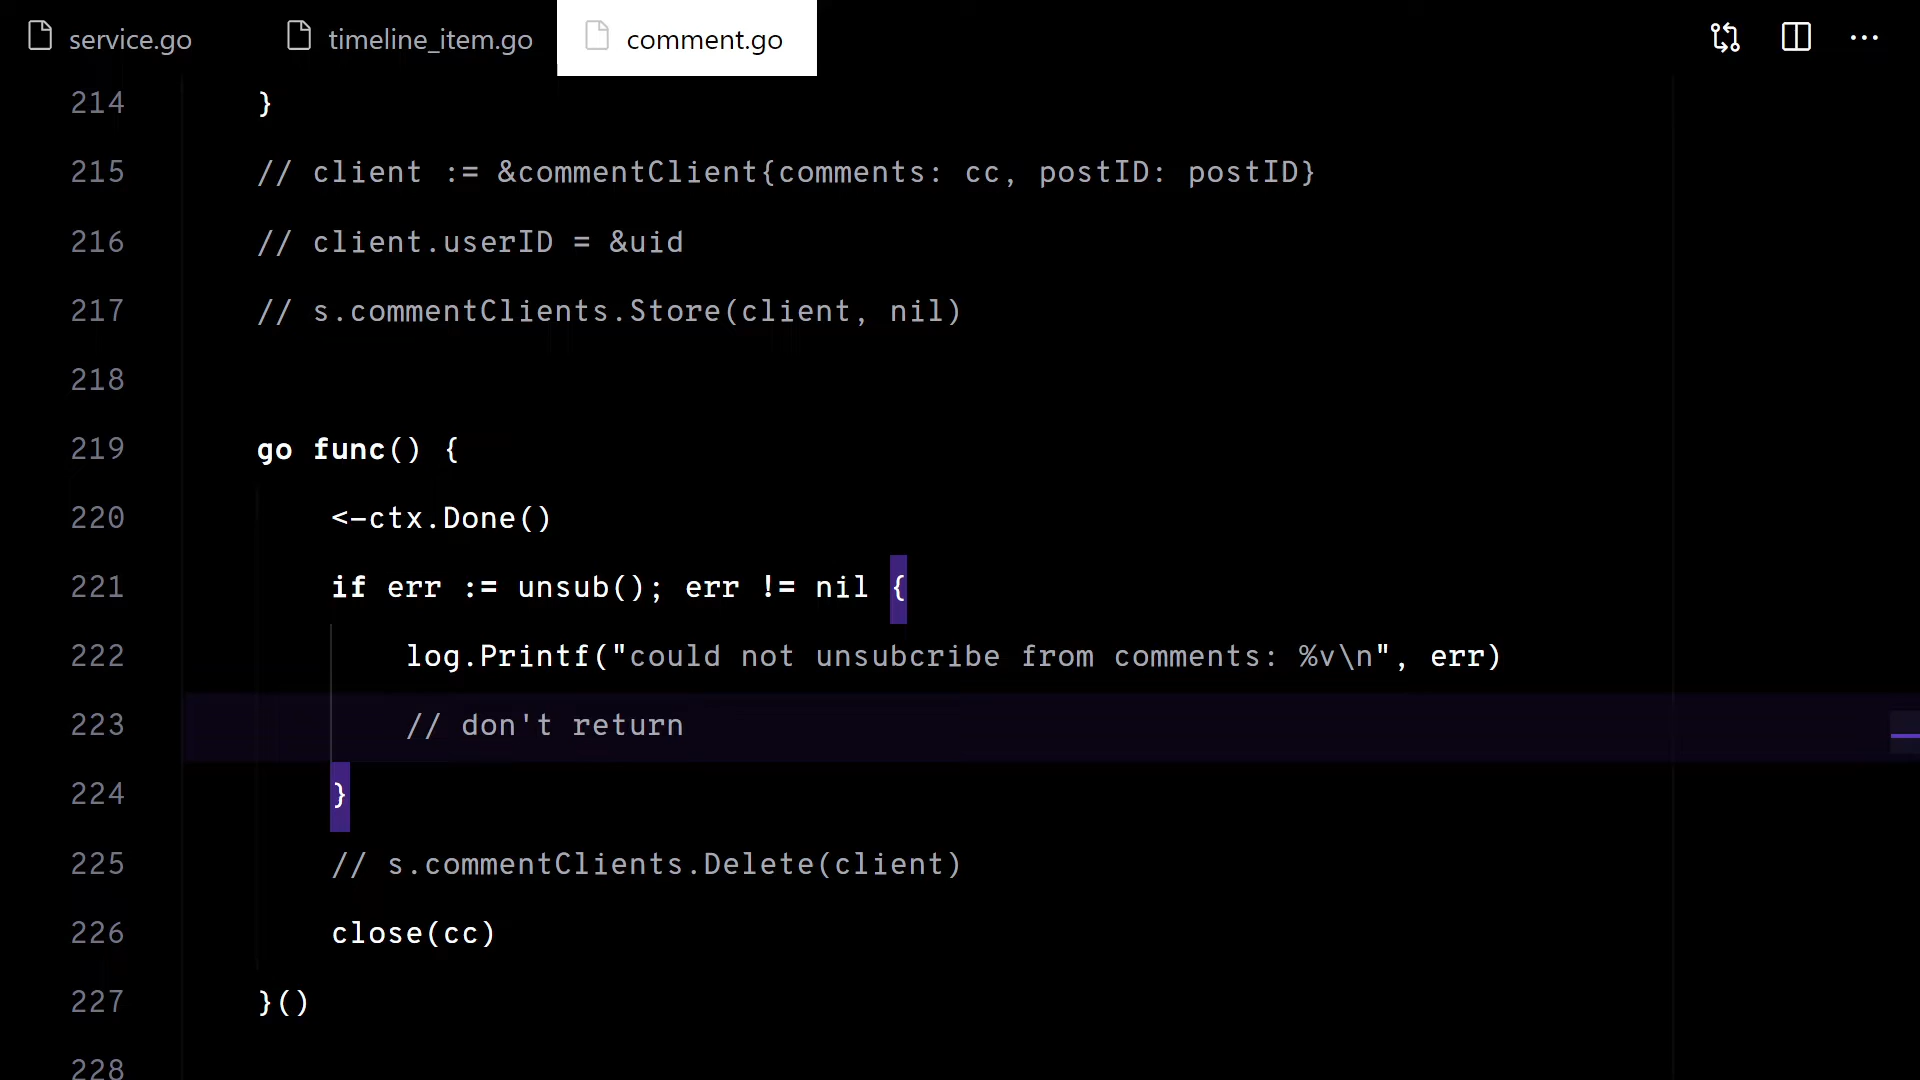 service.go timeline_item.go comment.go
214 }
215 // client := &commentClient{comments: cc, postID: postID}
216 // client.userID = &uid
217 // s.commentClients.Store(client, nil)
218
219 go func() {
220 <-ctx.Done()
221 if err := unsub(); err != nil {
222 log.Printf("could not unsubcribe from comments: %v\n", err)
223 // don't return
224 }
225 // s.commentClients.Delete(client)
226 close(cc)
227 }()
228